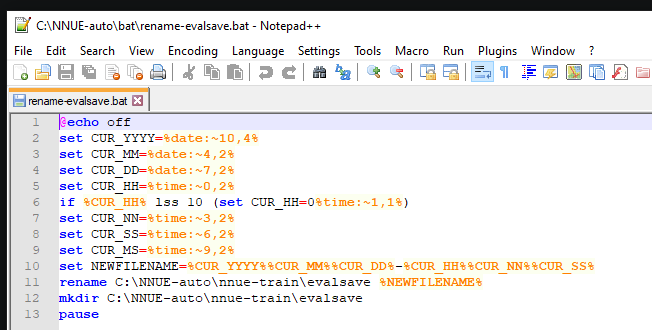 C:\NNUE-auto\bat\rename-evalsave.bat - Notepad++
File Edit Search View Encoding Language Settings Tools Macro Run Plugins Window ?
rename-evalsave.bat
1 @echo off
2 set CUR_YYYY=%date:~10,4%
3 set CUR_MM=%date:~4,2%
4 set CUR_DD=%date:~7,2%
5 set CUR_HH=%time:~0,2%
6 if %CUR_HH% lss 10 (set CUR_HH=0%time:~1,1%)
7 set CUR_NN=%time:~3,2%
8 set CUR_SS=%time:~6,2%
9 set CUR_MS=%time:~9,2%
10 set NEWFILENAME=%CUR_YYYY%%CUR_MM%%CUR_DD%-%CUR_HH%%CUR_NN%%CUR_SS%
11 rename C:\NNUE-auto\nnue-train\evalsave %NEWFILENAME%
12 mkdir C:\NNUE-auto\nnue-train\evalsave
13 pause